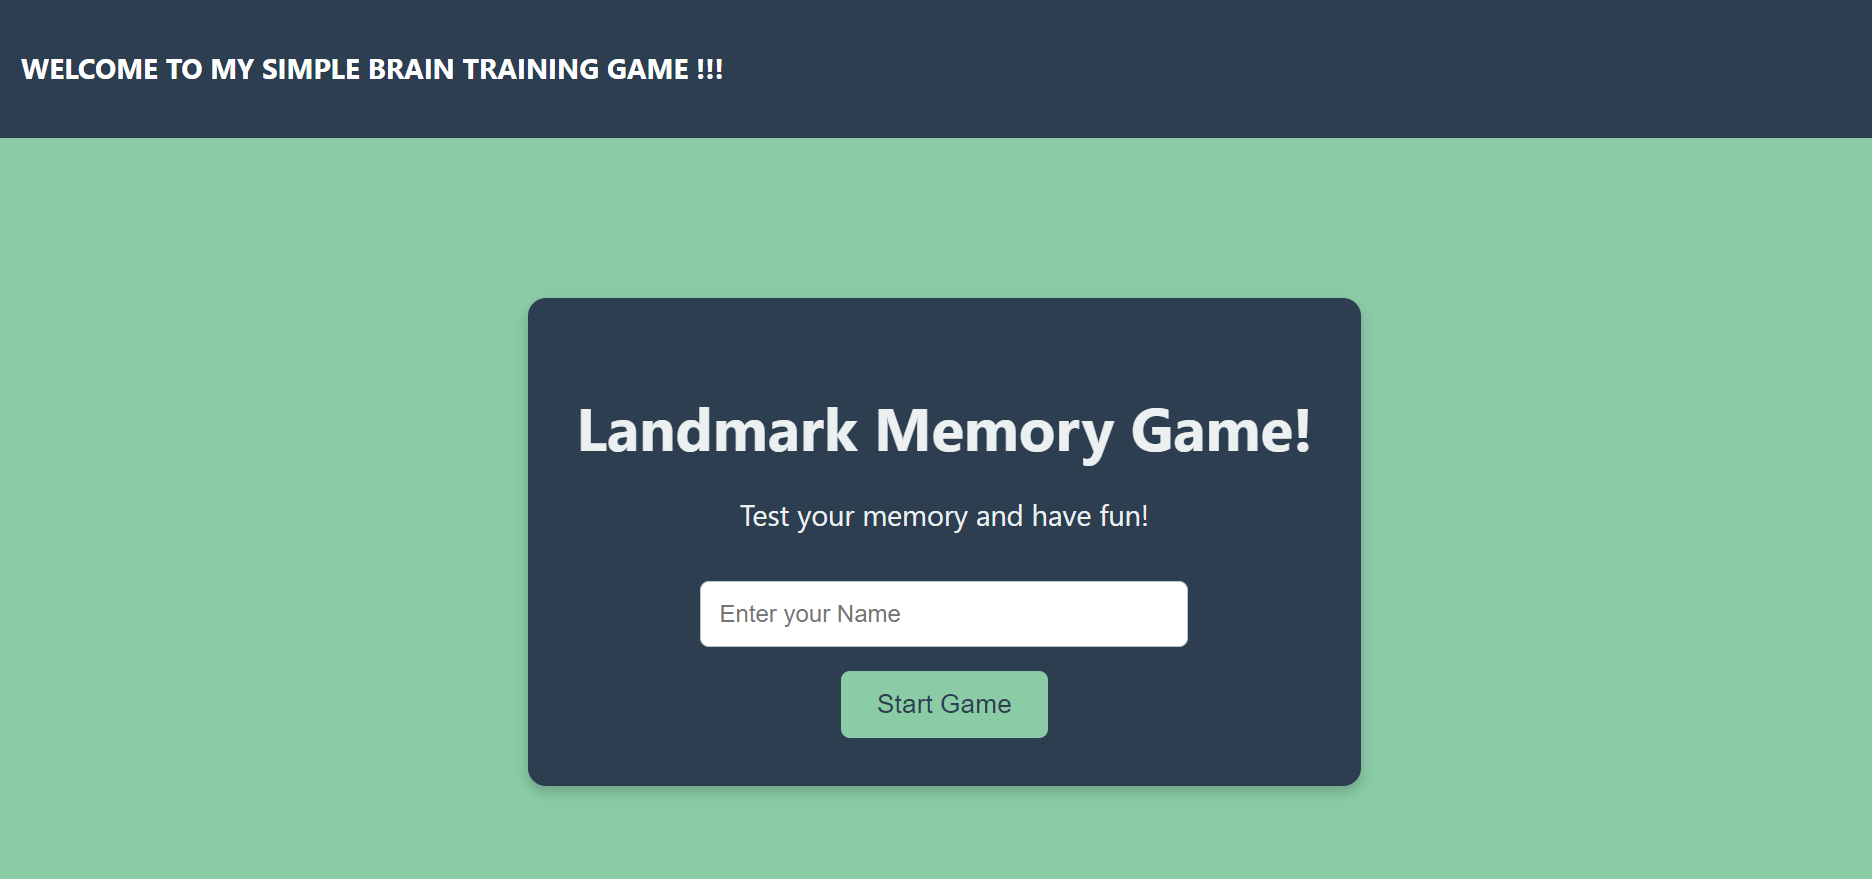 WELCOME TO MY SIMPLE BRAIN TRAINING GAME !!!
Landmark Memory Game!
Test your memory and have fun!
Enter your Name
Start Game